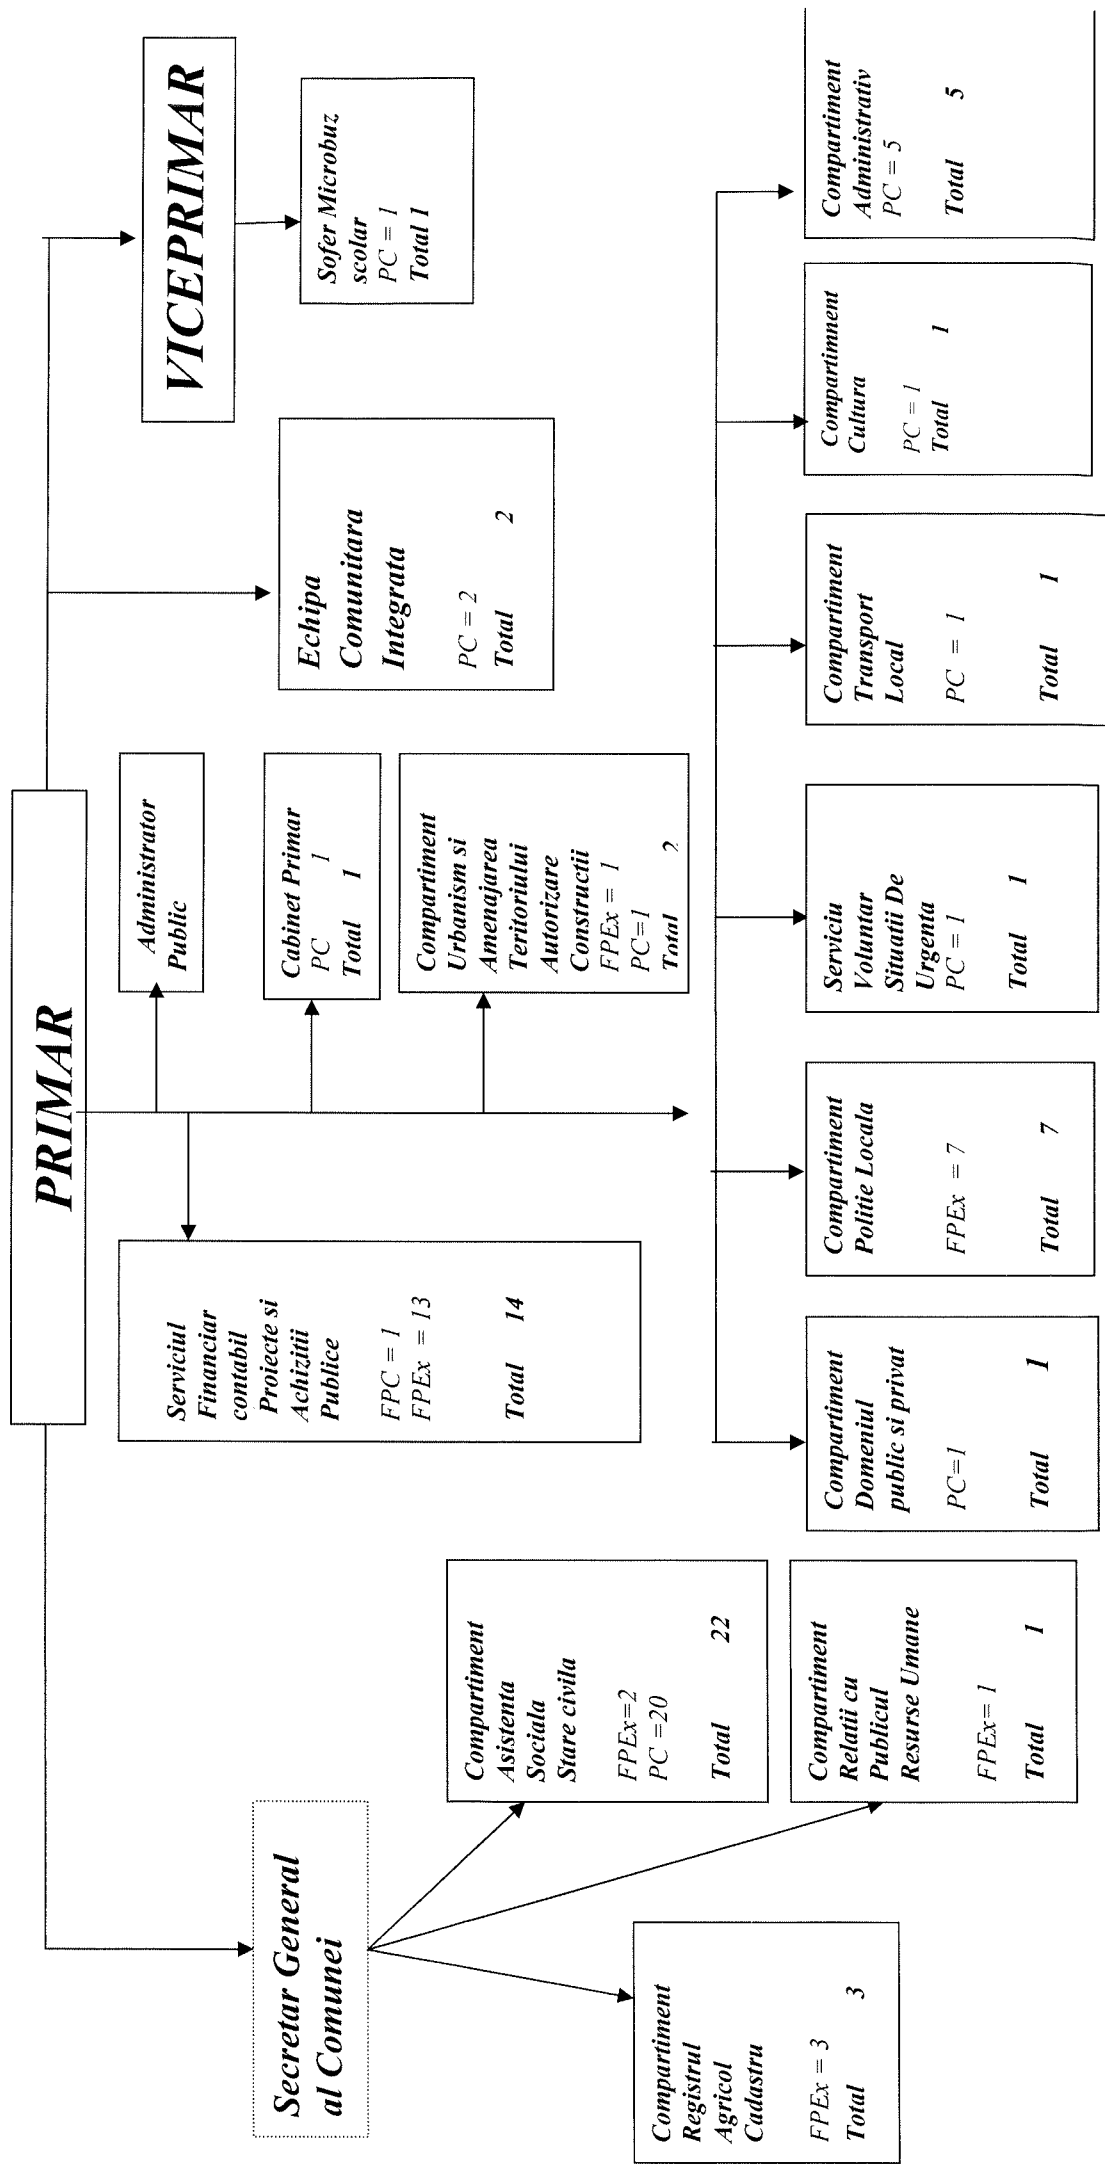 PRIMAR
VICEPRIMAR
Secretar General
al Comunei
Serviciul
Financiar
contabil
Proiecte si
Achizitii
Publice
FPC = 1
FPEx = 13
Total 14
Administrator
Public
Cabinet Primar
PC 1
Total 1
Compartiment
Urbanism si
Amenajarea
Teritoriului
Autorizare
Constructii
FPEx = 1
PC=1
Total 2
Echipa
Comunitara
Integrata
PC = 2
Total 2
Sofer Microbuz
scolar
PC = 1
Total 1
Compartiment
Registrul
Agricol
Cadastru
FPEx = 3
Total 3
Compartiment
Asistenta
Sociala
Stare civila
FPEx=2
PC =20
Total 22
Compartiment
Relatii cu
Publicul
Resurse Umane
FPEx= 1
Total 1
Compartiment
Domeniul
public si privat
PC=1
Total 1
Compartiment
Politie Locala
FPEx = 7
Total 7
Serviciu
Voluntar
Situatii De
Urgenta
PC = 1
Total 1
Compartiment
Transport
Local
PC = 1
Total 1
Compartimnent
Cultura
PC = 1
Total 1
Compartiment
Administrativ
PC = 5
Total 5